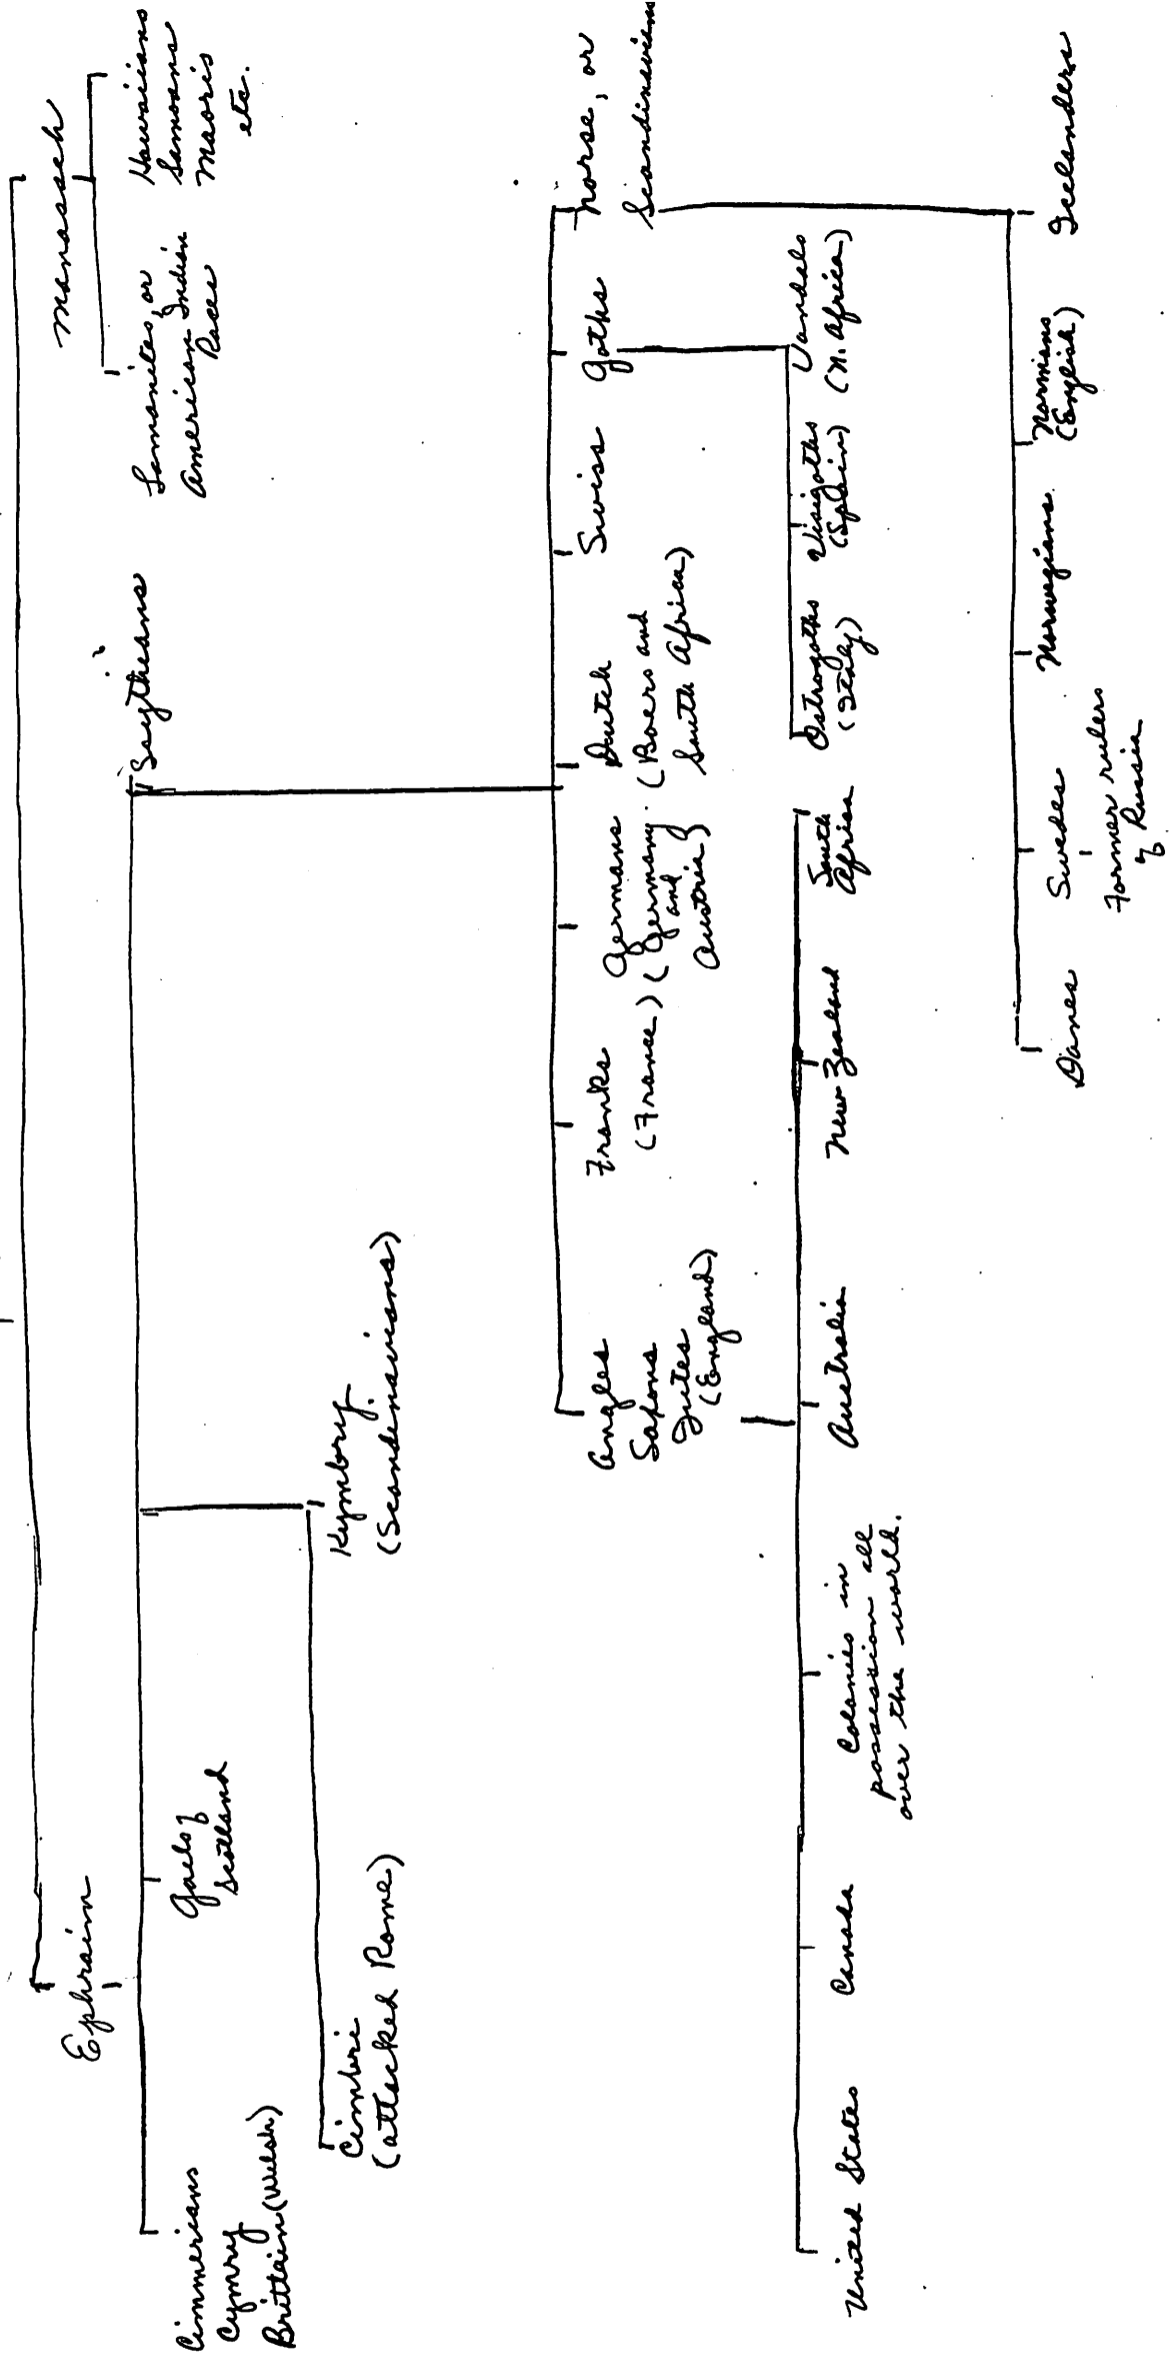 Ephraim
Manasseh
Cimmerians
Cymry
Brittain (Welsh)
Gaels of
Scotland
Scytheans
Lamanites, or
American Indian
Races
Hawaiians
Samoans
Maoris
etc.
Cimbri
(attacked Rome)
Kymbry.
(Scandenavians)
Angles
Saxons
Jutes
(England)
Franks
(France)
Germans
(Germany
and
Austria)
Dutch
(Boers and
South Africa)
Swiss
Goths
Norse, or
Scandinavians
United States
Canada
Colonies in
possession all
over the world.
Australia
New Zealand
South
Africa
Ostrogoths
(Italy)
Visigoths
(Spain)
Vandals
(N. Africa)
Danes
Swedes
Former rulers
of Russia
Norwegians
Normans
(English)
Icelanders